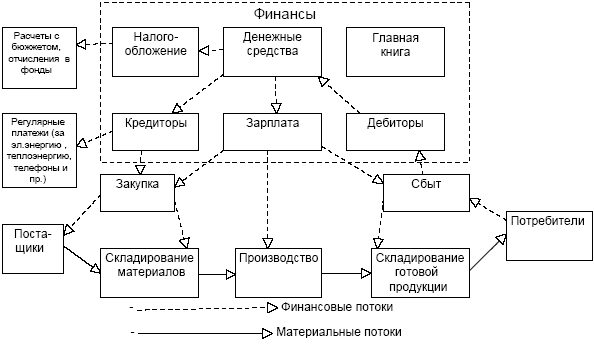 Финансы
Расчеты с
бюджетом,
отчисления в
фонды
Налого-
обложение
Денежные
средства
Главная
книга
Регулярные
платежи (за
эл.энергию ,
теплоэнергию,
телефоны и
пр.)
Кредиторы
Зарплата
Дебиторы
Закупка
Сбыт
Поста-
щики
Складирование
материалов
Производство
Складирование
готовой
продукции
Потребители
- Финансовые потоки
- Материальные потоки